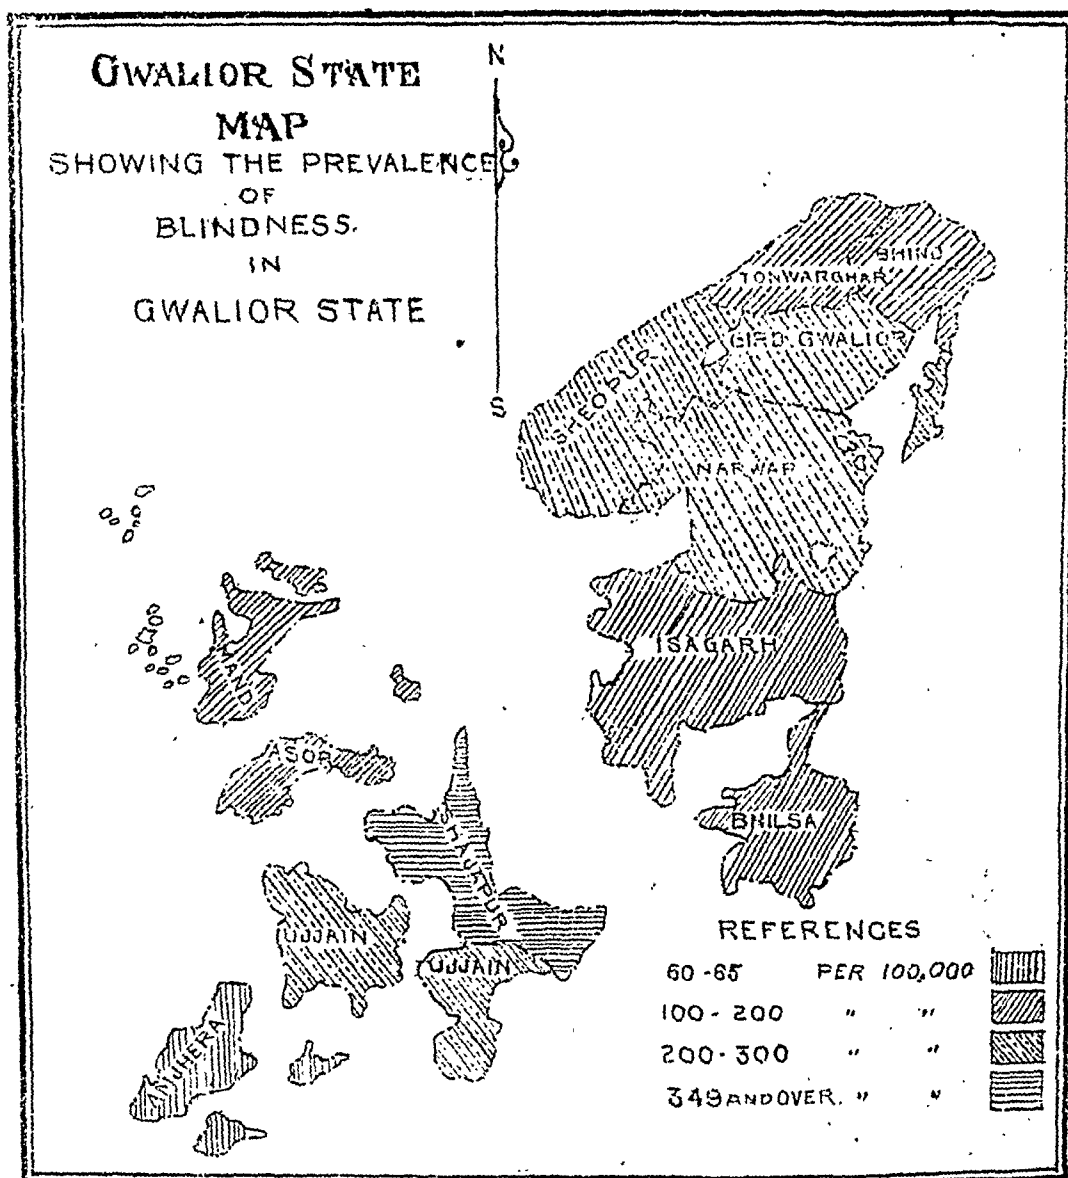 GWALIOR STATE
MAP
SHOWING THE PREVALENCE
OF
BLINDNESS.
IN
GWALIOR STATE
N
S
BHIND
TONWARGHAR
GIRD GWALIOR
SHEOPUR
NARWAR
ISAGARH
MAND
ASOR
BHILSA
UJJAIN
UJJAIN
REFERENCES
60-65 PER 100,000
100-200 " "
200-300 " "
349 AND OVER. " "